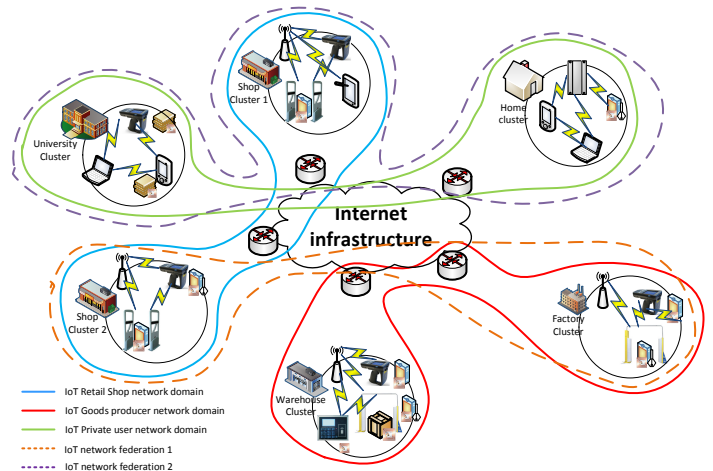 Shop
Cluster 1
Home
cluster
University
Cluster
Internet
infrastructure
Shop
Cluster 2
Factory
Cluster
Warehouse
Cluster
IoT Retail Shop network domain
IoT Goods producer network domain
IoT Private user network domain
IoT network federation 1
IoT network federation 2